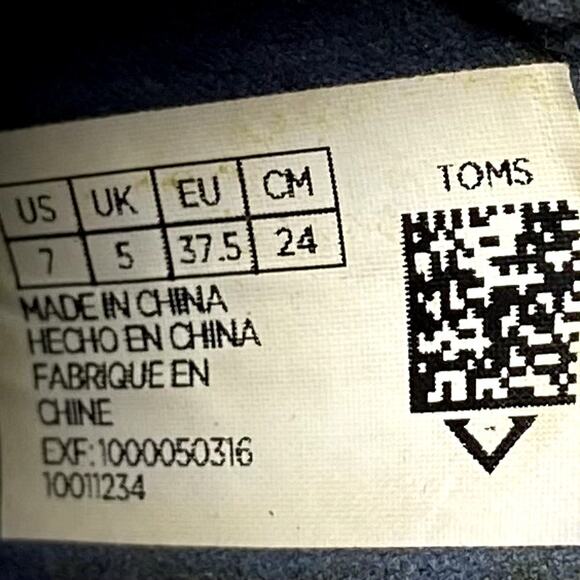 US UK EU CM
7 5 37.5 24
TOMS
MADE IN CHINA
HECHO EN CHINA
FABRIQUE EN
CHINE
EXF: 1000050316
10011234